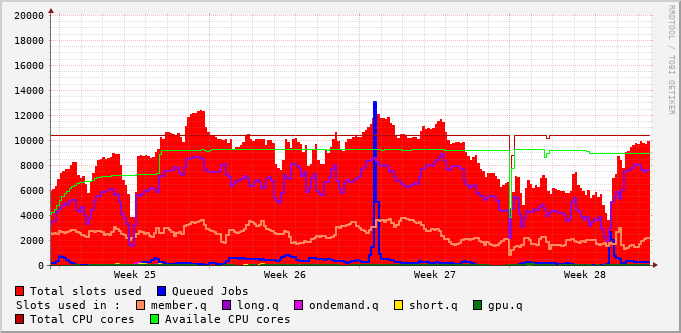 RRDTOOL / TOBI OETIKER
20000
18000
16000
14000
12000
10000
8000
6000
4000
2000
0
Week 25 Week 26 Week 27 Week 28
Total slots used Queued Jobs
Slots used in : member.q long.q ondemand.q short.q gpu.q
Total CPU cores Availale CPU cores